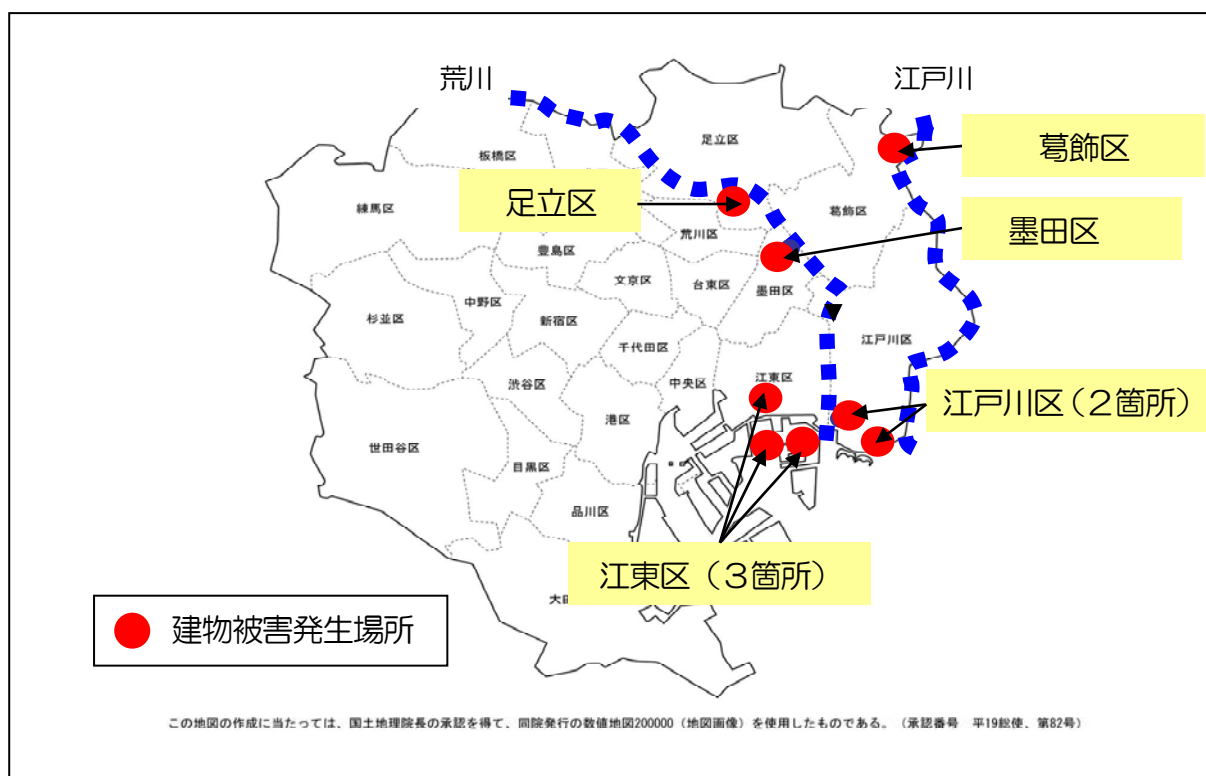 荒川
江戸川
足立区
葛飾区
板橋区
足立区
練馬区
葛飾区
荒川区
墨田区
豊島区
文京区
台東区
墨田区
中野区
杉並区
新宿区
千代田区
江戸川区
渋谷区
中央区
江東区
港区
江戸川区(2箇所)
世田谷区
目黒区
品川区
江東区(3箇所)
大田
建物被害発生場所
この地図の作成に当たっては、国土地理院長の承認を得て、同院発行の数値地図200000(地図画像)を使用したものである。(承認番号 平19総使、第82号)